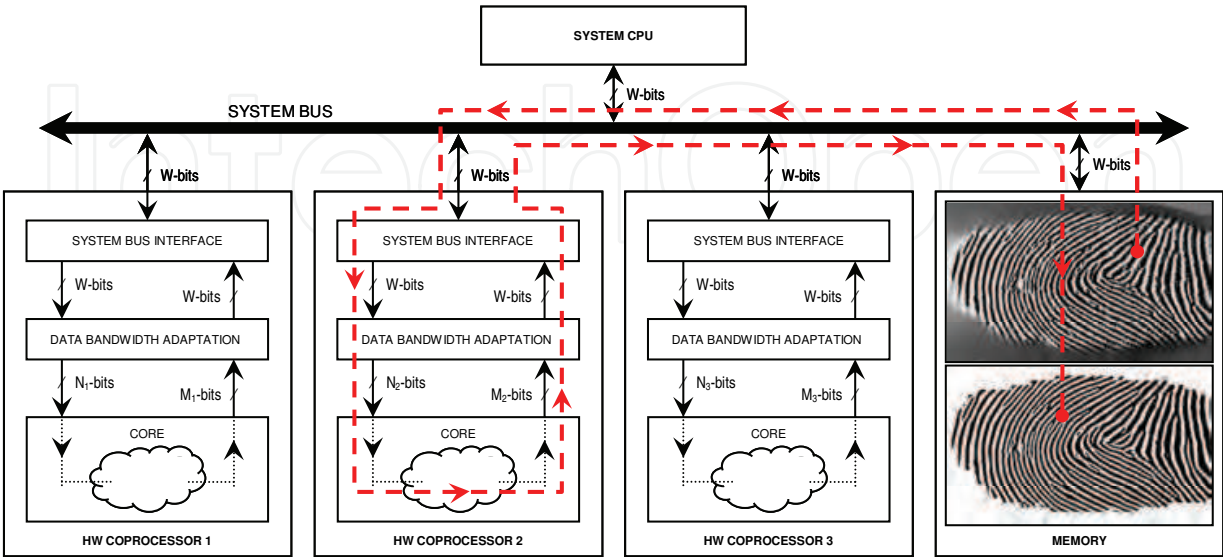 SYSTEM CPU
W-bits
SYSTEM BUS
IntechOpen
W-bits
W-bits
W-bits
W-bits
SYSTEM BUS INTERFACE
SYSTEM BUS INTERFACE
SYSTEM BUS INTERFACE
W-bits
W-bits
W-bits
W-bits
W-bits
W-bits
DATA BANDWIDTH ADAPTATION
DATA BANDWIDTH ADAPTATION
DATA BANDWIDTH ADAPTATION
N₁-bits
M₁-bits
N₂-bits
M₂-bits
N₃-bits
M₃-bits
CORE
CORE
CORE
HW COPROCESSOR 1
HW COPROCESSOR 2
HW COPROCESSOR 3
MEMORY